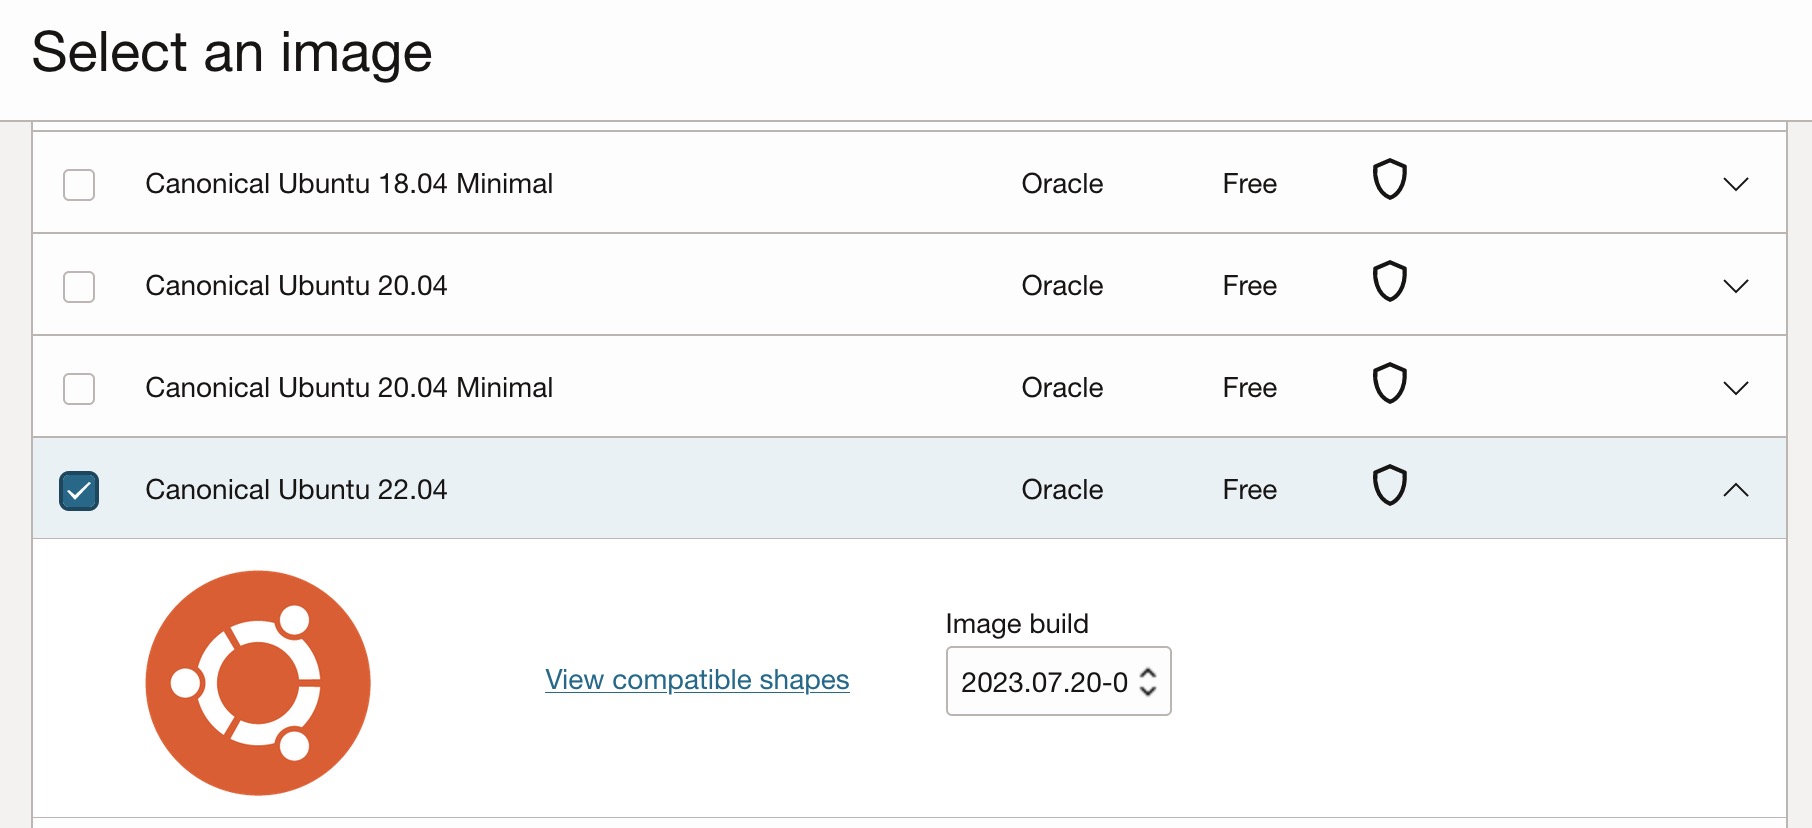 Select an image
Canonical Ubuntu 18.04 Minimal Oracle Free
Canonical Ubuntu 20.04 Oracle Free
Canonical Ubuntu 20.04 Minimal Oracle Free
Canonical Ubuntu 22.04 Oracle Free
Image build
View compatible shapes 2023.07.20-0